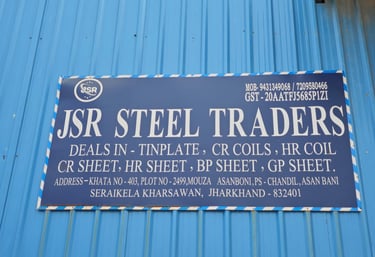 JSR
MOB- 9431349068 / 7209580466
GST - 20AATFJ5685P1ZI
JSR STEEL TRADERS
DEALS IN - TINPLATE , CR COILS , HR COIL
CR SHEET , HR SHEET , BP SHEET , GP SHEET.
ADDRESS - KHATA NO - 403, PLOT NO - 2499, MOUZA ASANBONI, PS - CHANDIL, ASAN BANI
SERAIKELA KHARSAWAN, JHARKHAND - 832401